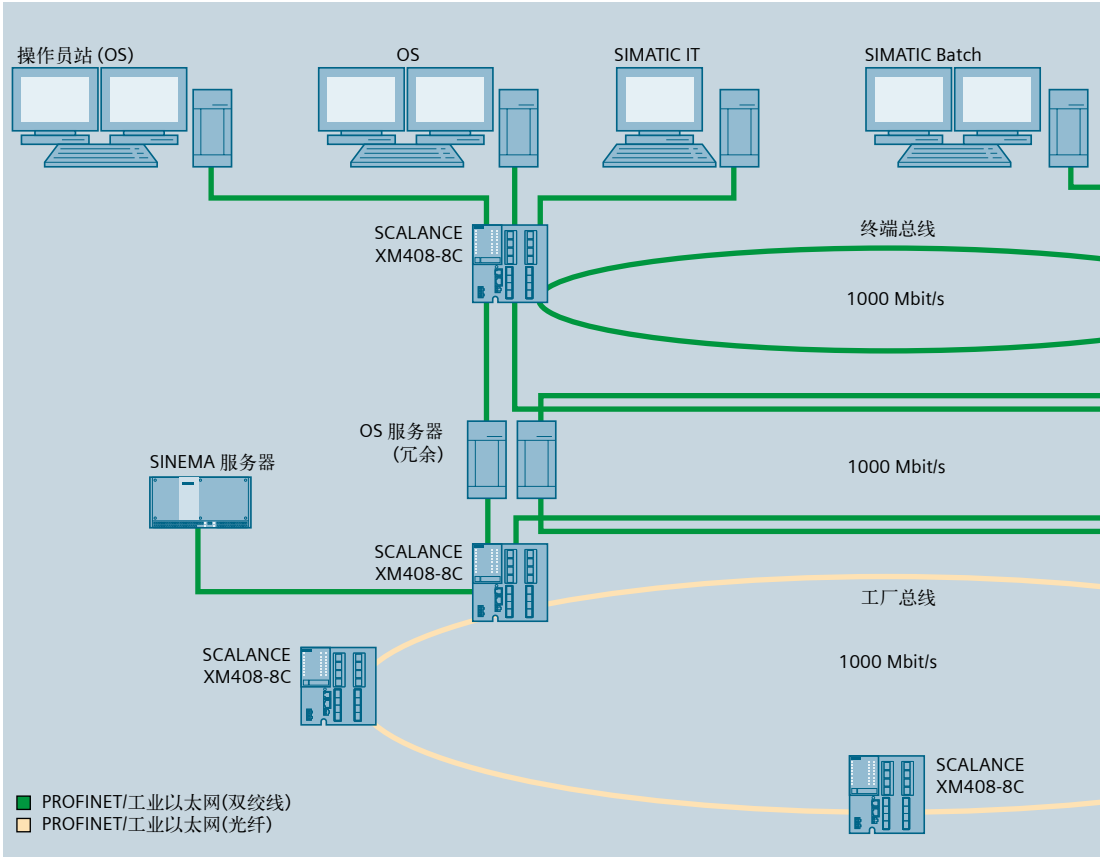 操作员站 (OS)
OS
SIMATIC IT
SIMATIC Batch
SCALANCE
XM408-8C
终端总线
1000 Mbit/s
OS 服务器
(冗余)
1000 Mbit/s
SINEMA 服务器
SCALANCE
XM408-8C
工厂总线
1000 Mbit/s
SCALANCE
XM408-8C
SCALANCE
XM408-8C
PROFINET/工业以太网(双绞线)
PROFINET/工业以太网(光纤)